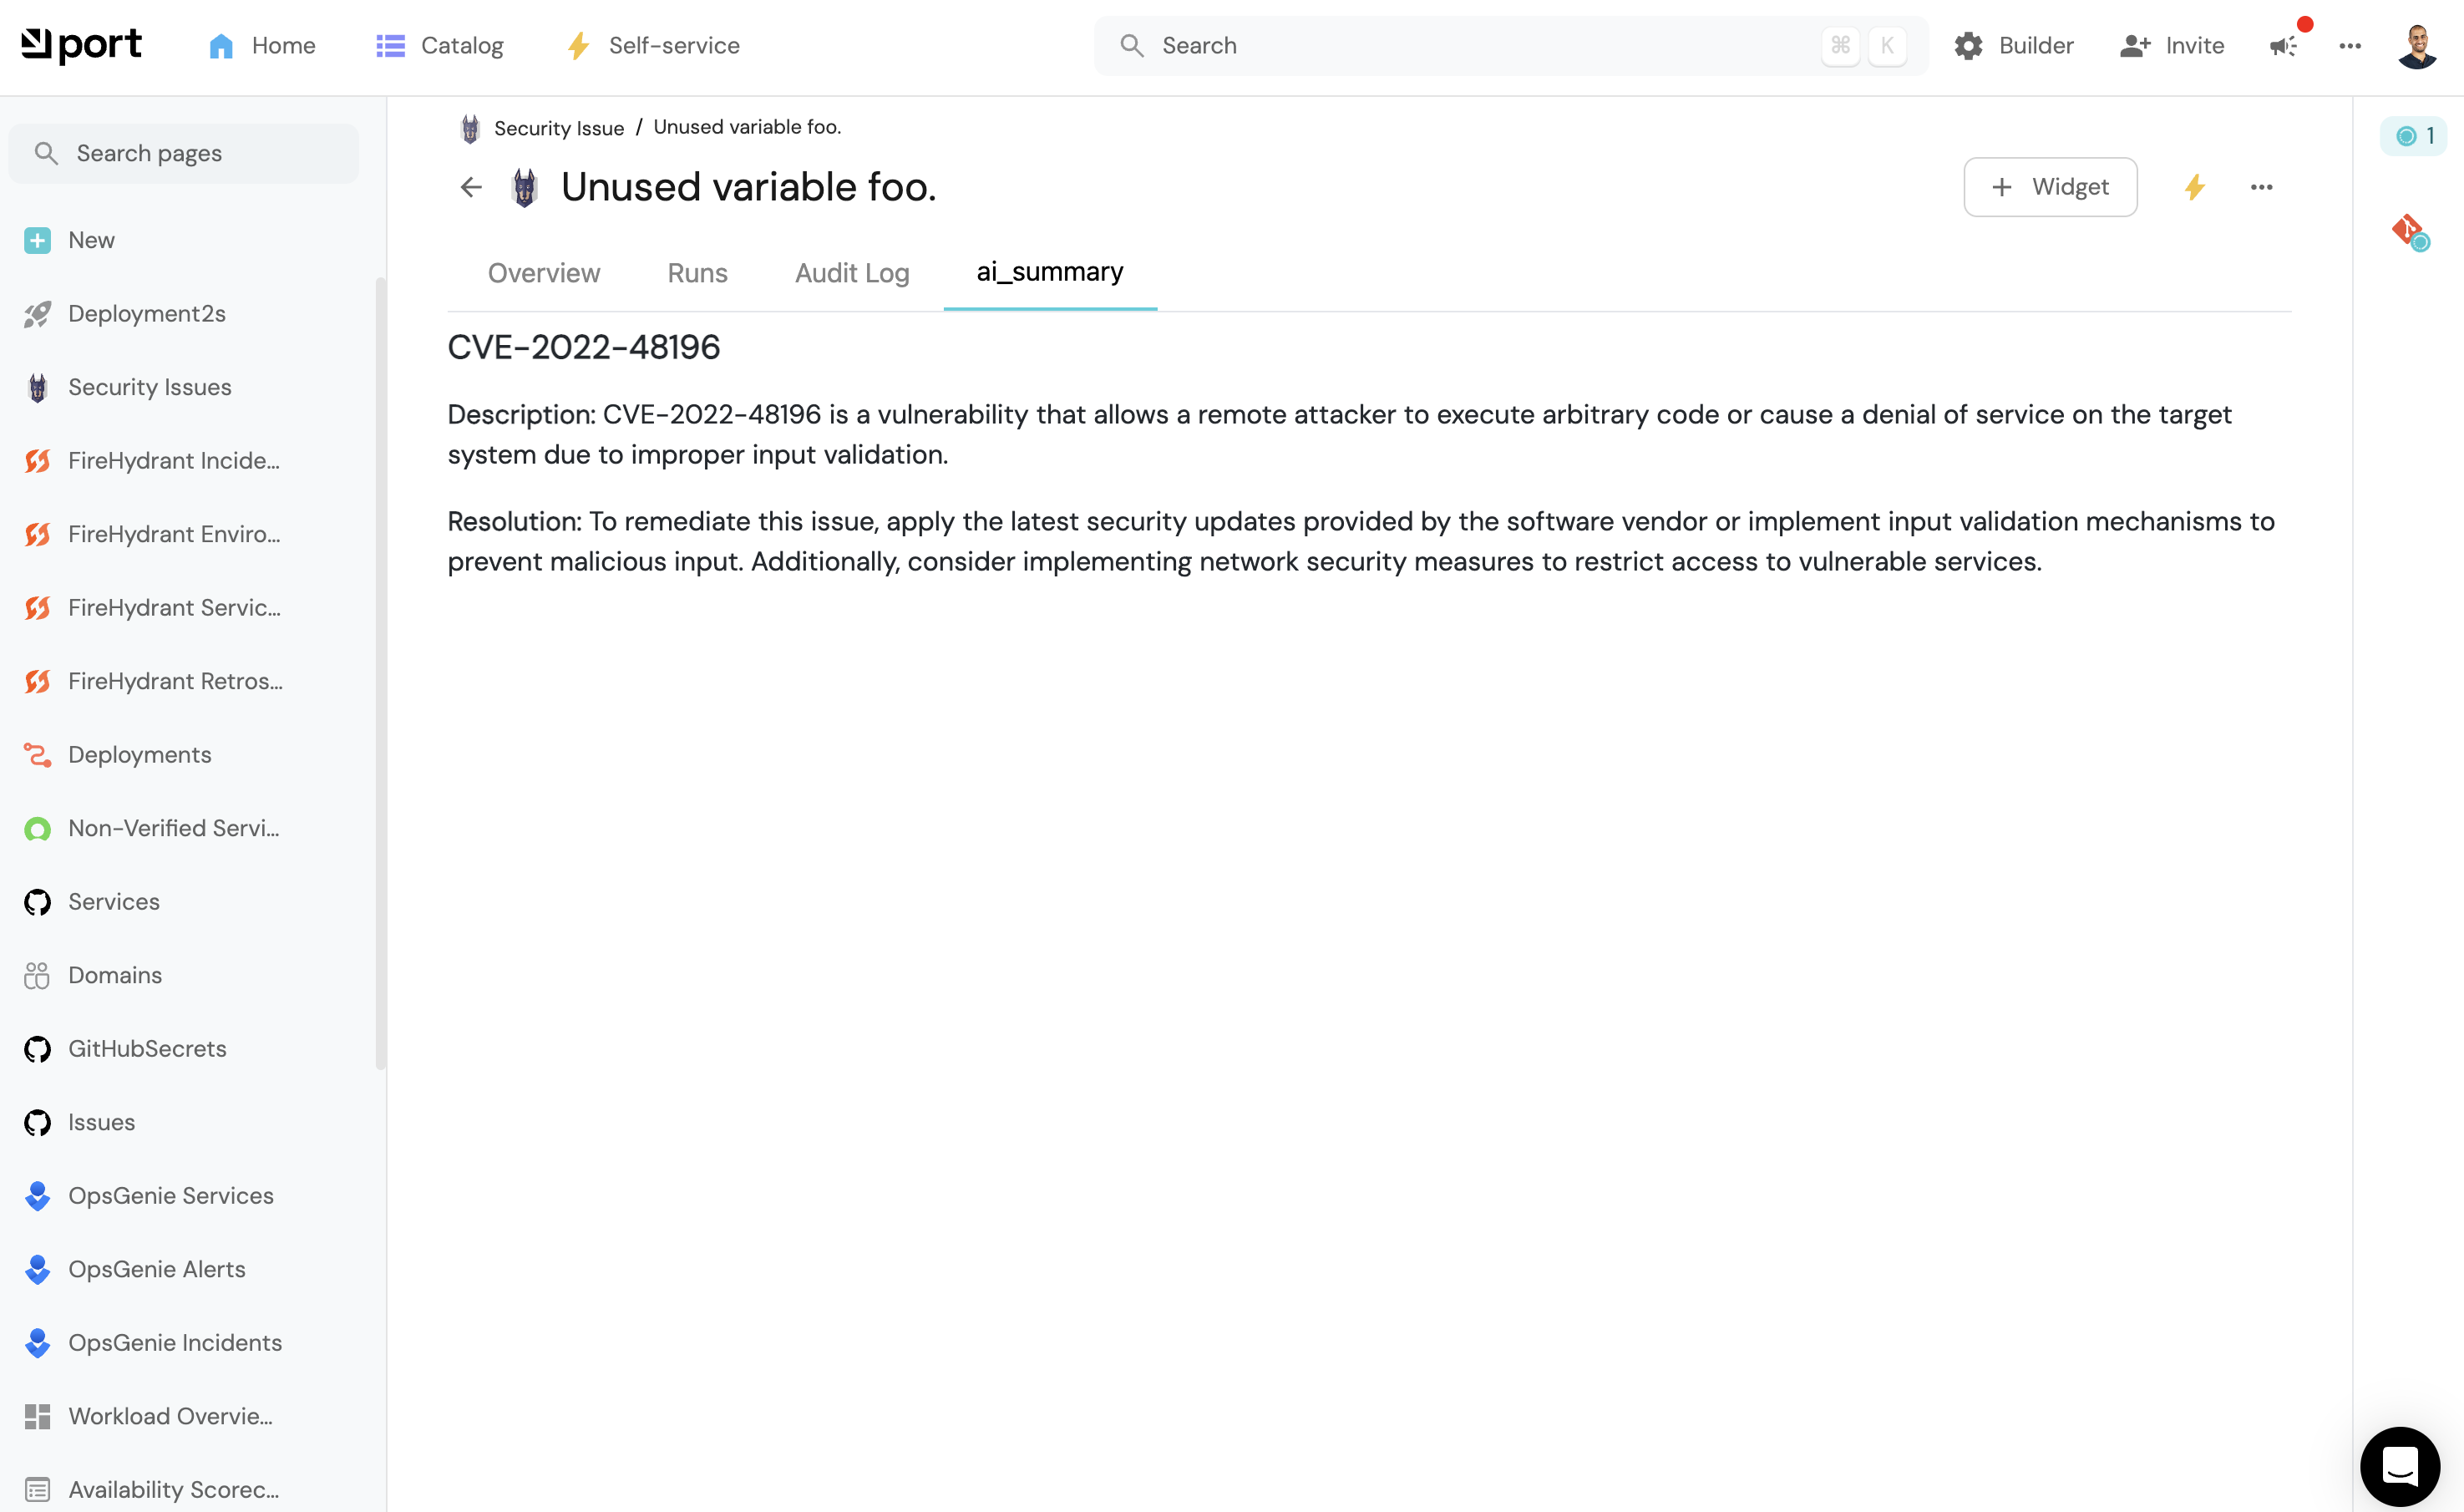 port
Home
Catalog
Self-service
Search
⌘ K
Builder
Invite
Search pages
New
Deployment2s
Security Issues
FireHydrant Incide...
FireHydrant Enviro...
FireHydrant Servic...
FireHydrant Retros...
Deployments
Non-Verified Servi...
Services
Domains
GitHubSecrets
Issues
OpsGenie Services
OpsGenie Alerts
OpsGenie Incidents
Workload Overvie...
Availability Scorec...
Security Issue / Unused variable foo.
Unused variable foo.
Widget
Overview
Runs
Audit Log
ai_summary
CVE-2022-48196
Description: CVE-2022-48196 is a vulnerability that allows a remote attacker to execute arbitrary code or cause a denial of service on the target
system due to improper input validation.
Resolution: To remediate this issue, apply the latest security updates provided by the software vendor or implement input validation mechanisms to
prevent malicious input. Additionally, consider implementing network security measures to restrict access to vulnerable services.
1